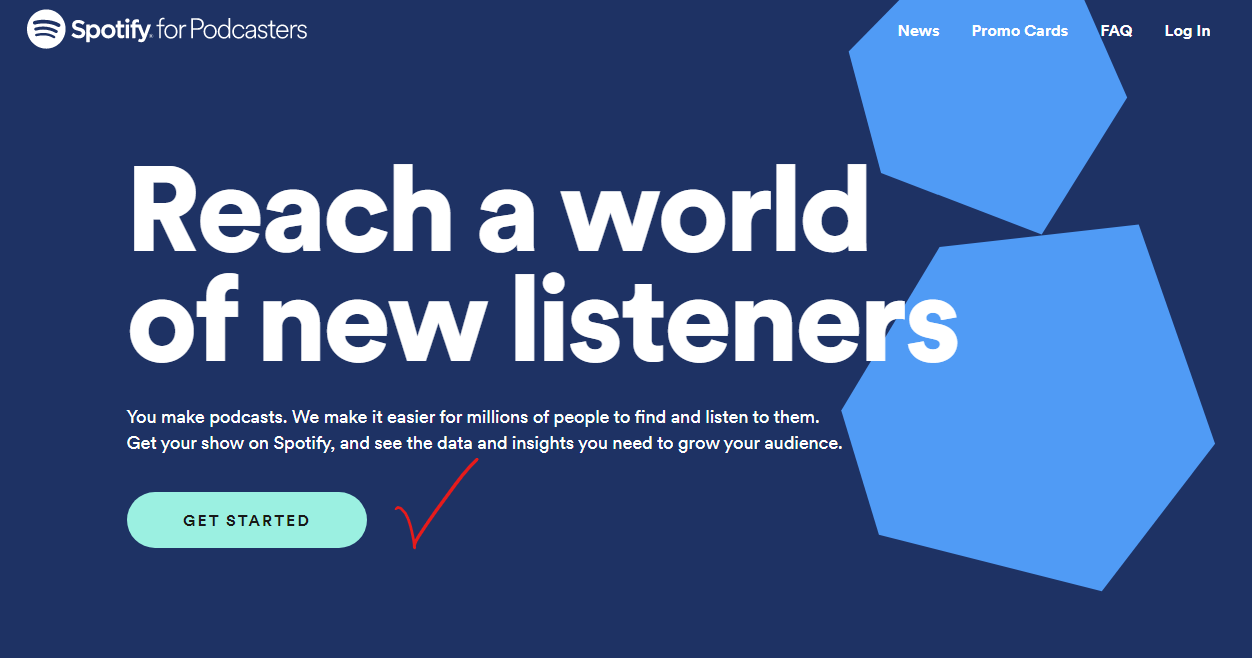 Spotify for Podcasters
News Promo Cards FAQ Log In
Reach a world
of new listeners
You make podcasts. We make it easier for millions of people to find and listen to them.
Get your show on Spotify, and see the data and insights you need to grow your audience.
GET STARTED